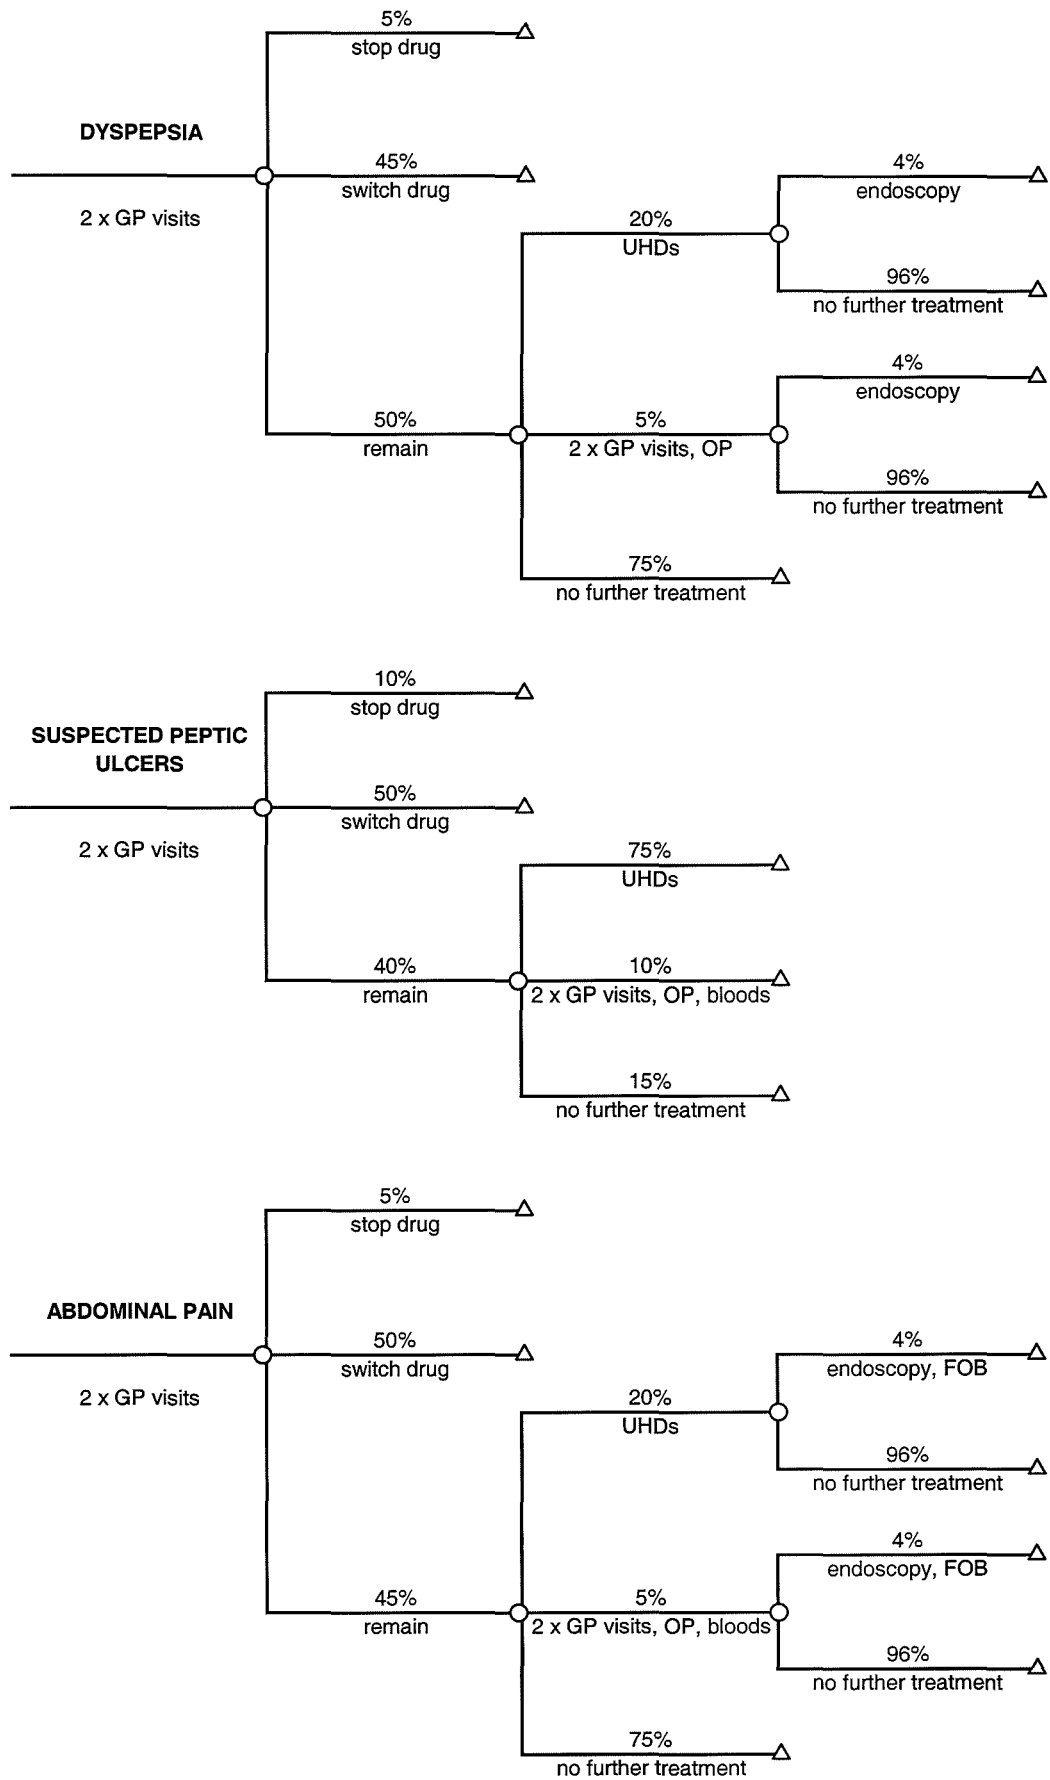 5%
stop drug
DYSPEPSIA
2 x GP visits
45%
switch drug
4%
endoscopy
20%
UHDs
96%
no further treatment
4%
endoscopy
50%
remain
5%
2 x GP visits, OP
96%
no further treatment
75%
no further treatment
10%
stop drug
SUSPECTED PEPTIC
ULCERS
2 x GP visits
50%
switch drug
75%
UHDs
40%
remain
10%
2 x GP visits, OP, bloods
15%
no further treatment
5%
stop drug
ABDOMINAL PAIN
2 x GP visits
50%
switch drug
4%
endoscopy, FOB
20%
UHDs
96%
no further treatment
4%
endoscopy, FOB
45%
remain
5%
2 x GP visits, OP, bloods
96%
no further treatment
75%
no further treatment